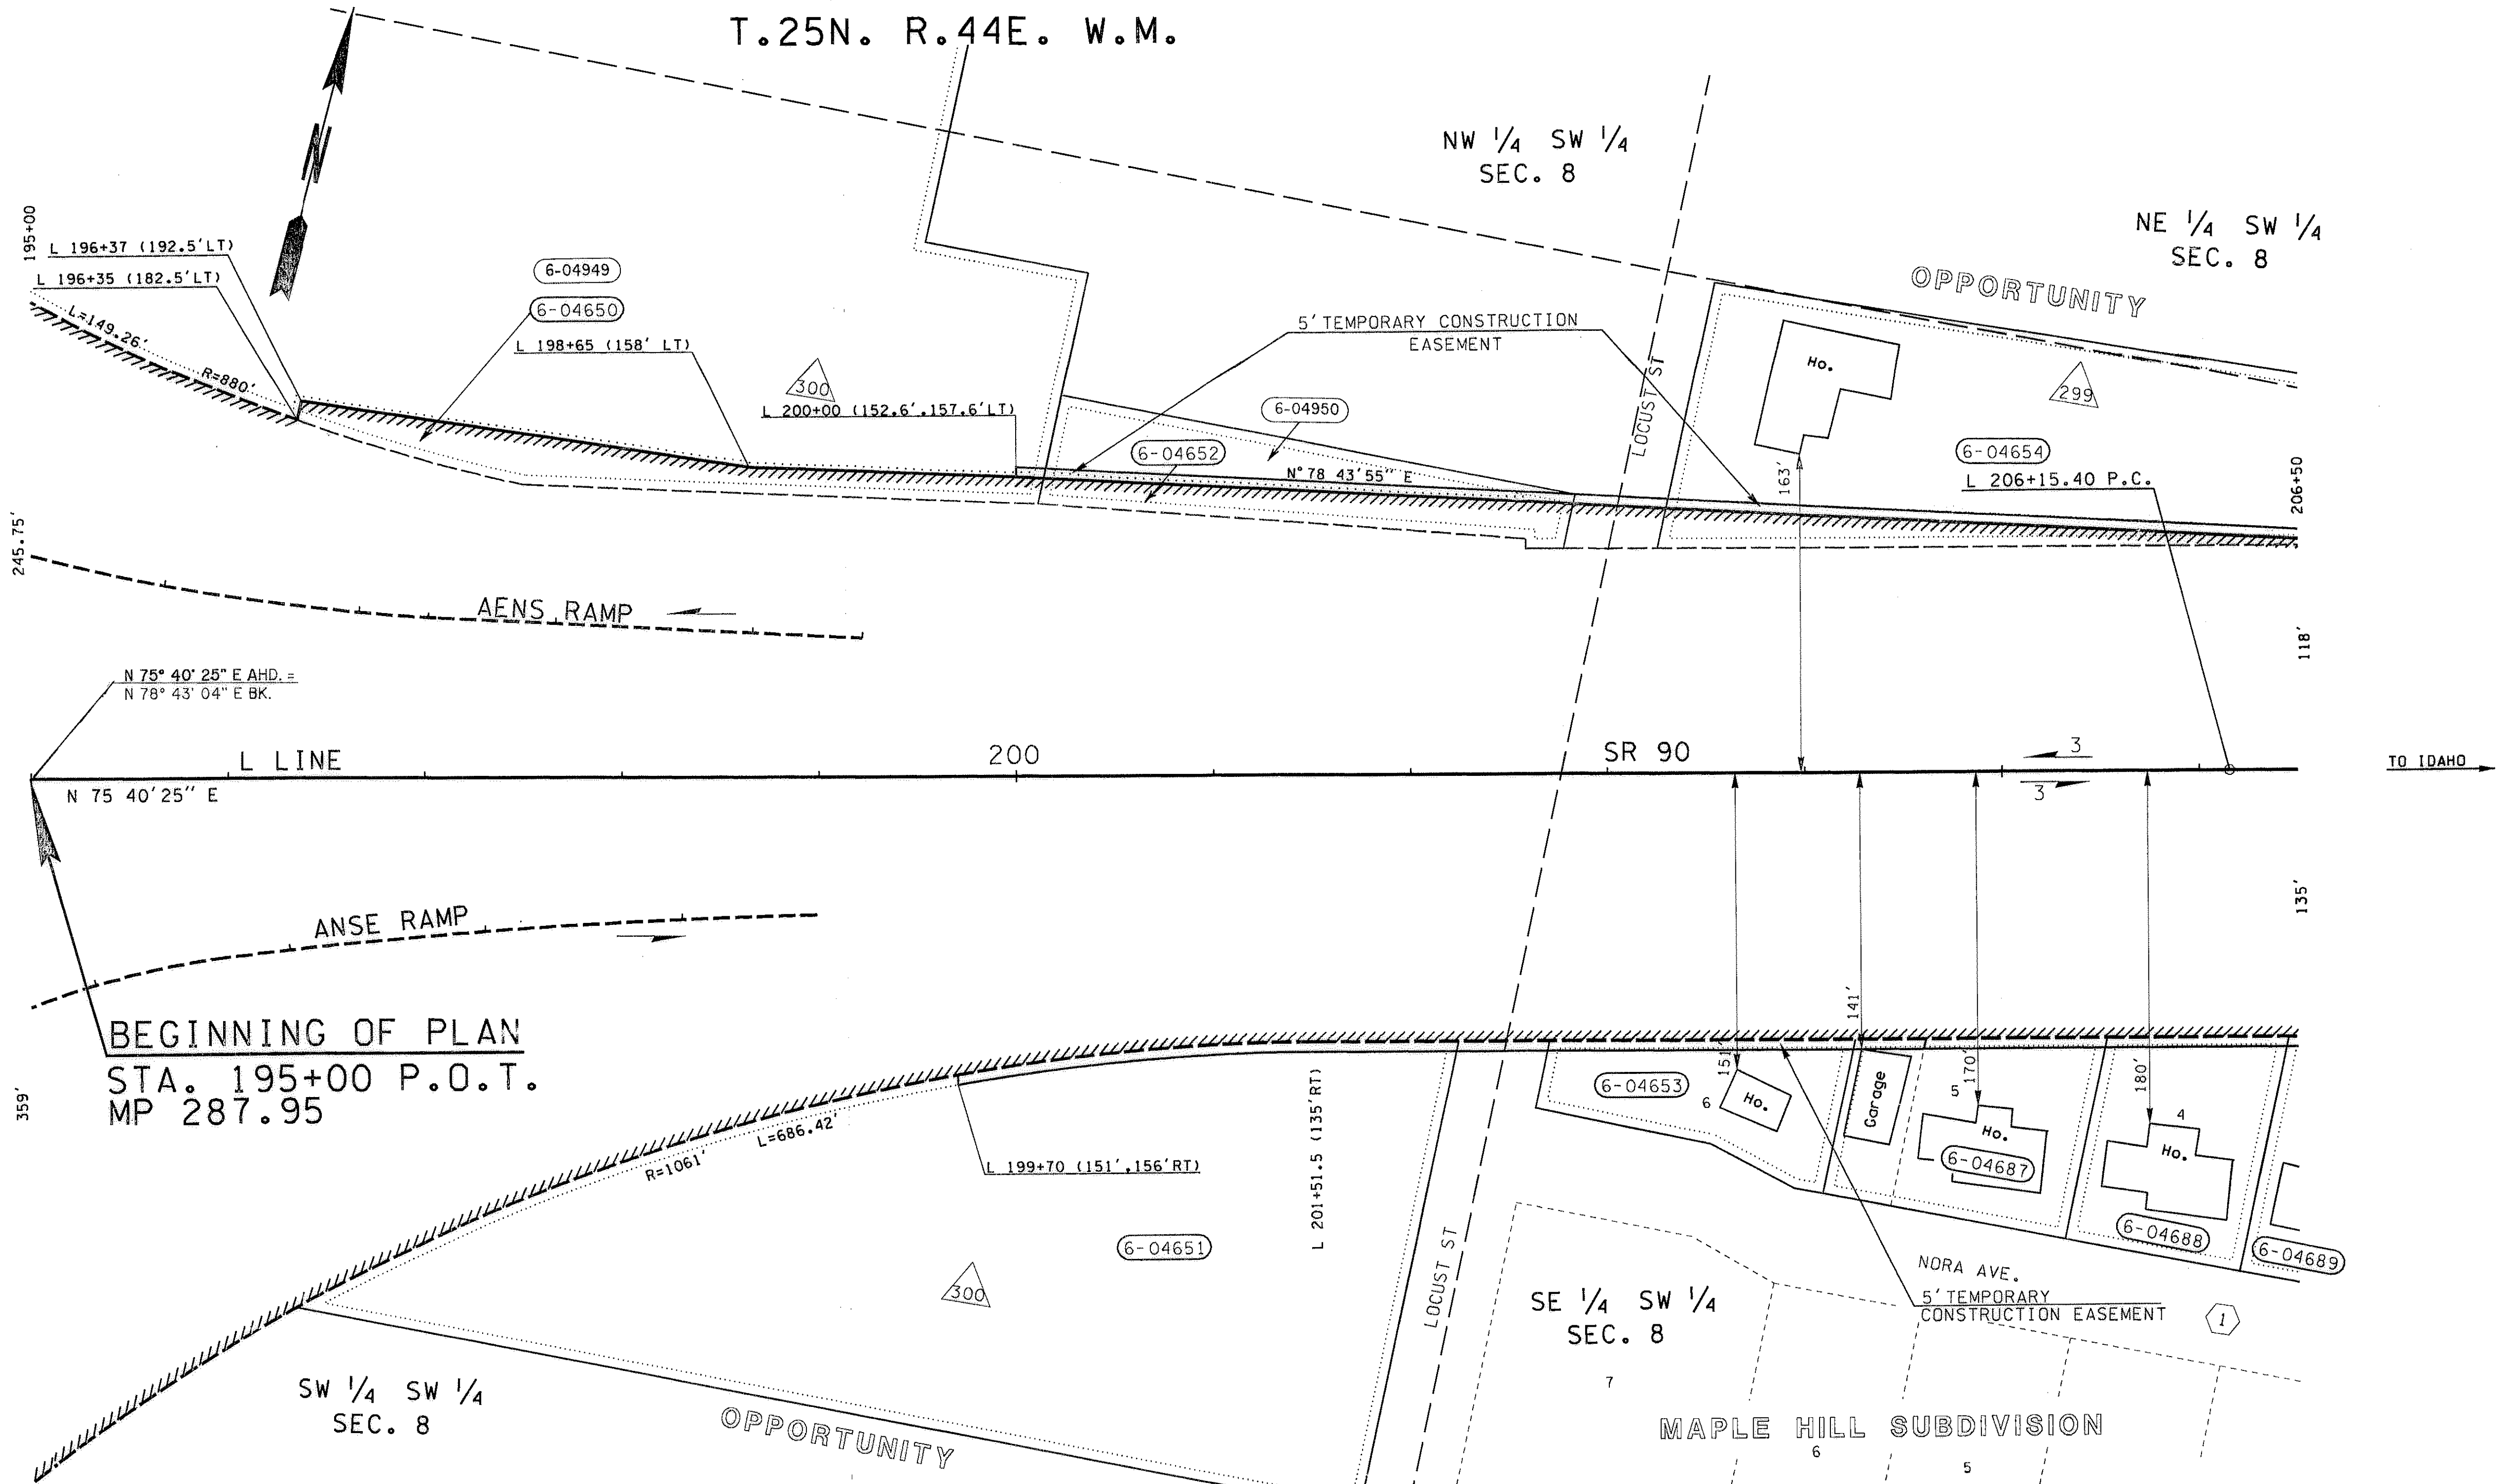 T.25N. R.44E. W.M.
N
NW 1/4 SW 1/4
SEC. 8
NE 1/4 SW 1/4
SEC. 8
OPPORTUNITY
195+00
L 196+37 (192.5'LT)
L 196+35 (182.5'LT)
6-04949
6-04650
L=149.26'
R=880'
L 198+65 (158' LT)
300
L 200+00 (152.6',157.6'LT)
5' TEMPORARY CONSTRUCTION
EASEMENT
6-04950
6-04652
N° 78 43'55" E
LOCUST ST
Ho.
163'
299
6-04654
L 206+15.40 P.C.
206+50
245.75'
AENS RAMP
118'
N 75° 40' 25" E AHD. =
N 78° 43' 04" E BK.
L LINE
200
SR 90
3
3
TO IDAHO
N 75 40'25" E
ANSE RAMP
135'
BEGINNING OF PLAN
STA. 195+00 P.O.T.
MP 287.95
359'
R=1061'
L=686.42'
L 199+70 (151',156'RT)
L 201+51.5 (135'RT)
6-04651
300
LOCUST ST
6-04653
151'
6
Ho.
141'
Garage
170'
5
Ho.
6-04687
180'
4
Ho.
6-04688
6-04689
NORA AVE.
5' TEMPORARY
CONSTRUCTION EASEMENT
1
SE 1/4 SW 1/4
SEC. 8
7
SW 1/4 SW 1/4
SEC. 8
OPPORTUNITY
MAPLE HILL SUBDIVISION
6
5